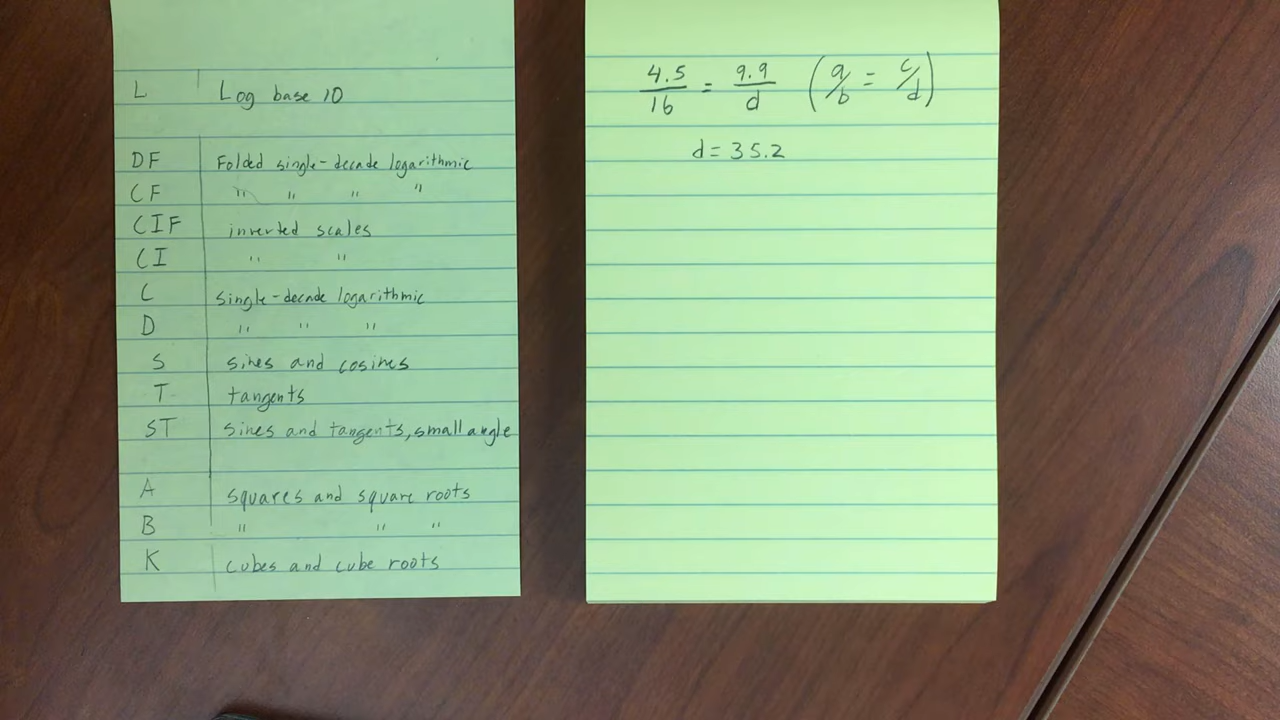 L Log base 10
DF Folded single-decade logarithmic
CF " " " "
CIF inverted scales
CI " "
C single-decade logarithmic
D " " "
S sines and cosines
T tangents
ST sines and tangents, small angle
A squares and square roots
B " " "
K cubes and cube roots
4.5/16 = 9.9/d (a/b = c/d)
d = 35.2